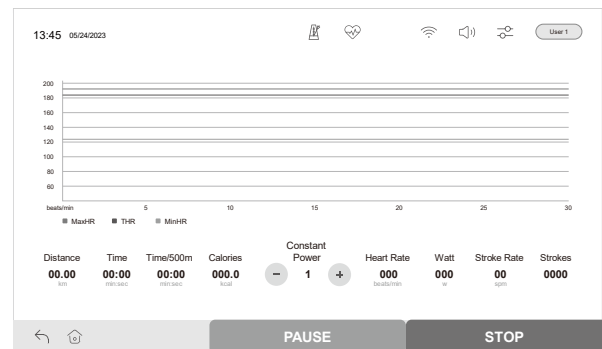 13:45 05/24/2023 User 1
200
180
160
140
120
100
80
60
beats/min 5 10 15 20 25 30
MaxHR THR MinHR
Distance Time Time/500m Calories Constant Power Heart Rate Watt Stroke Rate Strokes
00.00 00:00 00:00 000.0 − 1 + 000 000 00 0000
km min:sec min:sec kcal beats/min w spm
PAUSE STOP